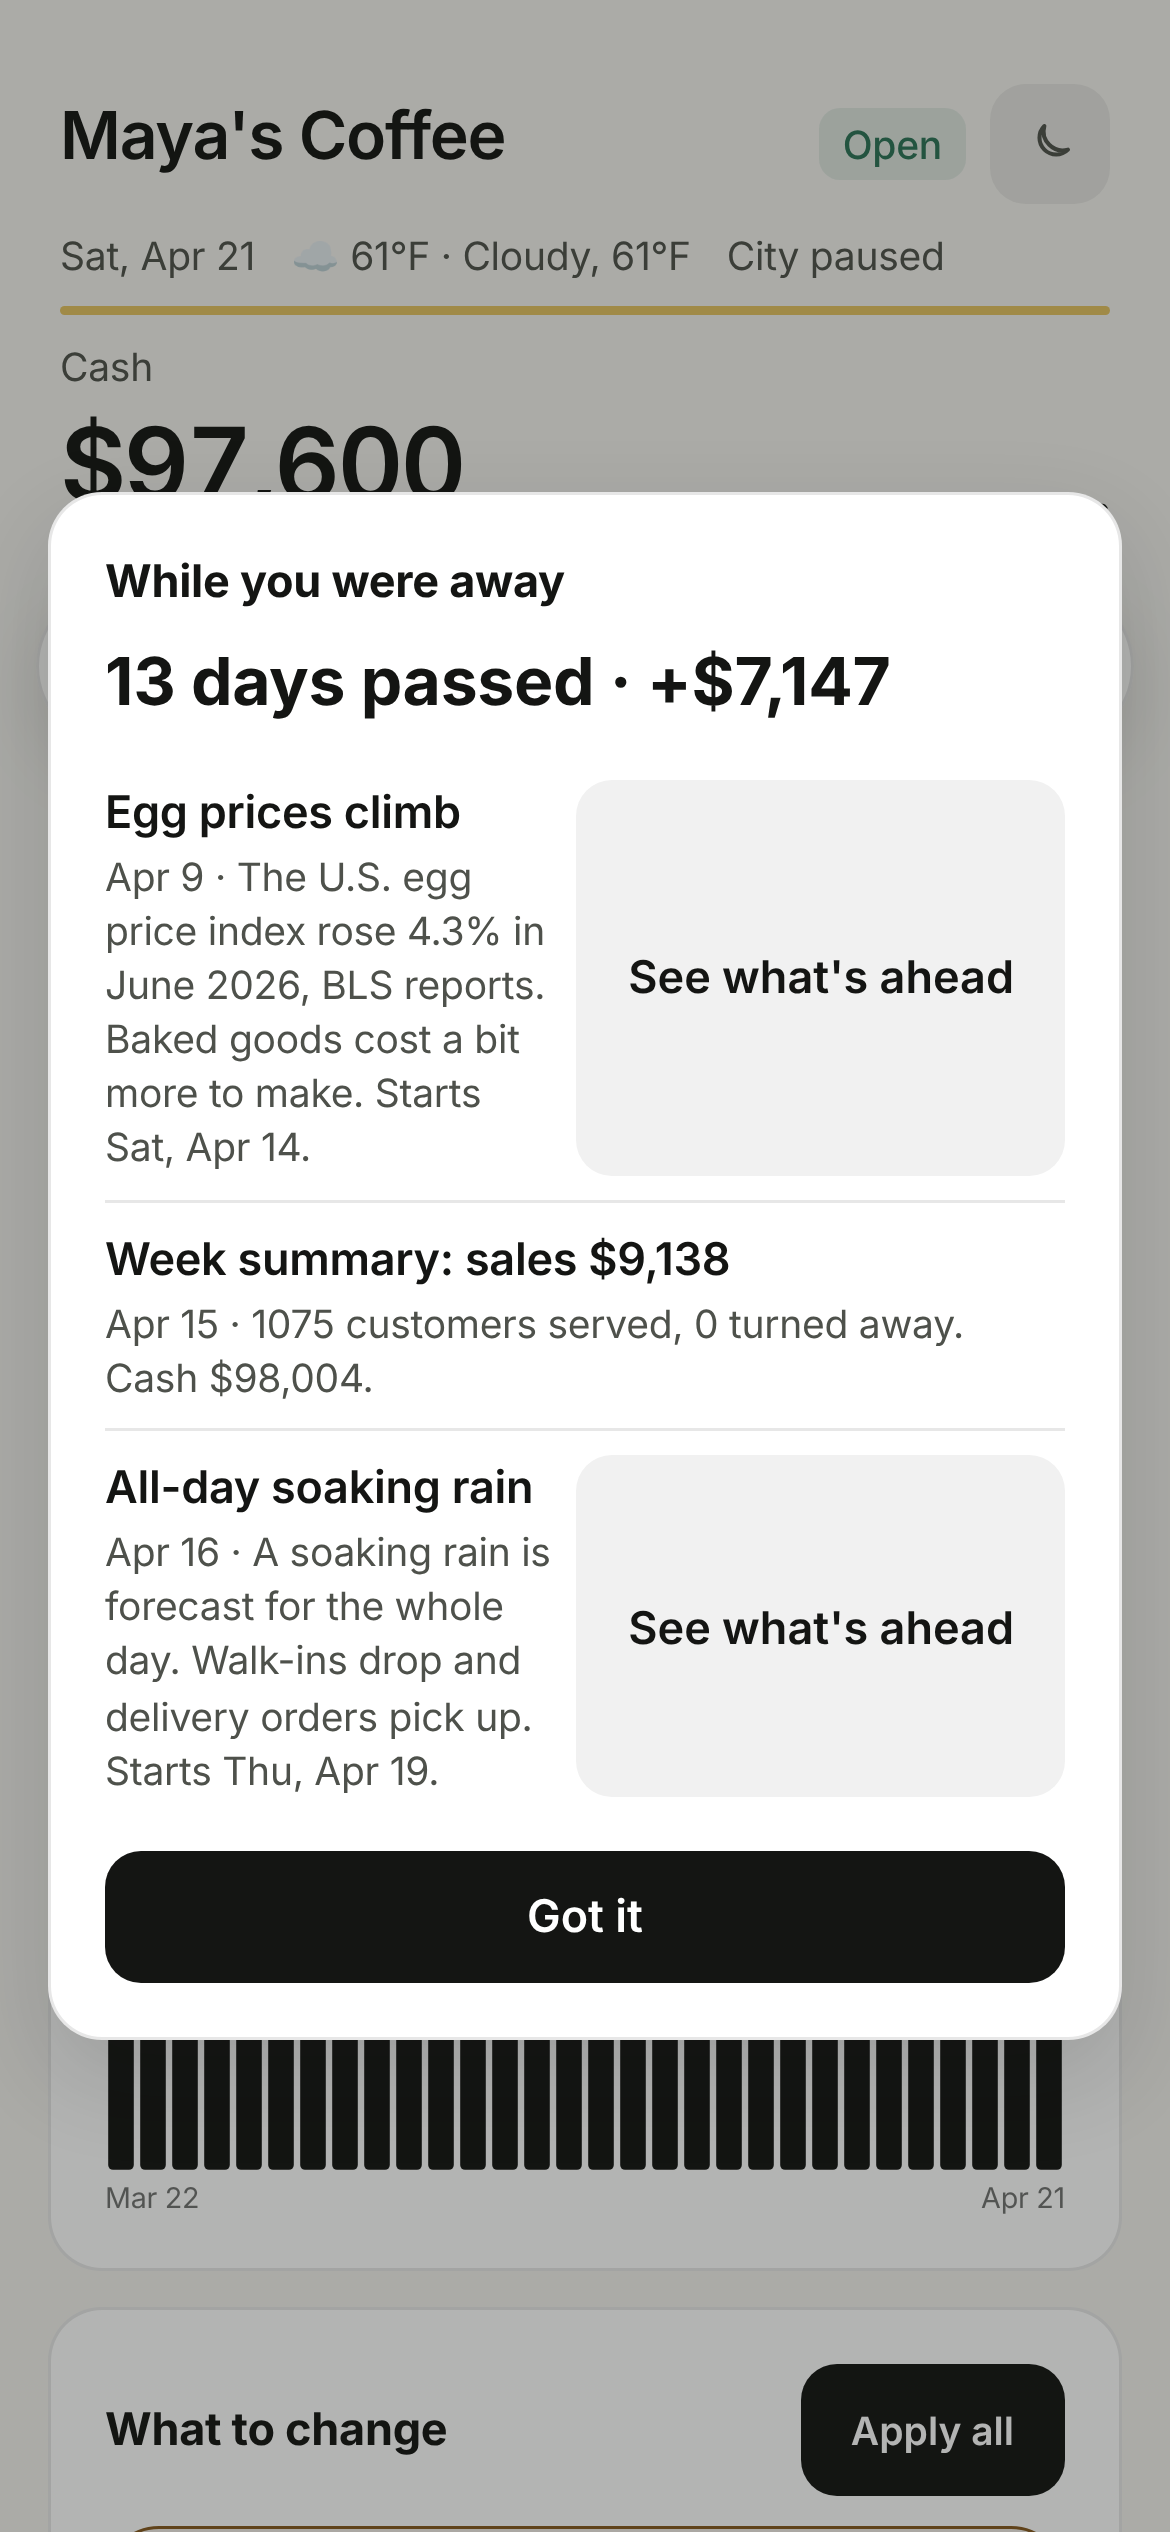 Maya's Coffee
Open
Sat, Apr 21 ☁️ 61°F · Cloudy, 61°F City paused
Cash
$97,600
While you were away
13 days passed · +$7,147
Egg prices climb
Apr 9 · The U.S. egg
price index rose 4.3% in
June 2026, BLS reports.
Baked goods cost a bit
more to make. Starts
Sat, Apr 14.
See what's ahead
Week summary: sales $9,138
Apr 15 · 1075 customers served, 0 turned away.
Cash $98,004.
All-day soaking rain
Apr 16 · A soaking rain is
forecast for the whole
day. Walk-ins drop and
delivery orders pick up.
Starts Thu, Apr 19.
See what's ahead
Got it
Mar 22
Apr 21
What to change
Apply all